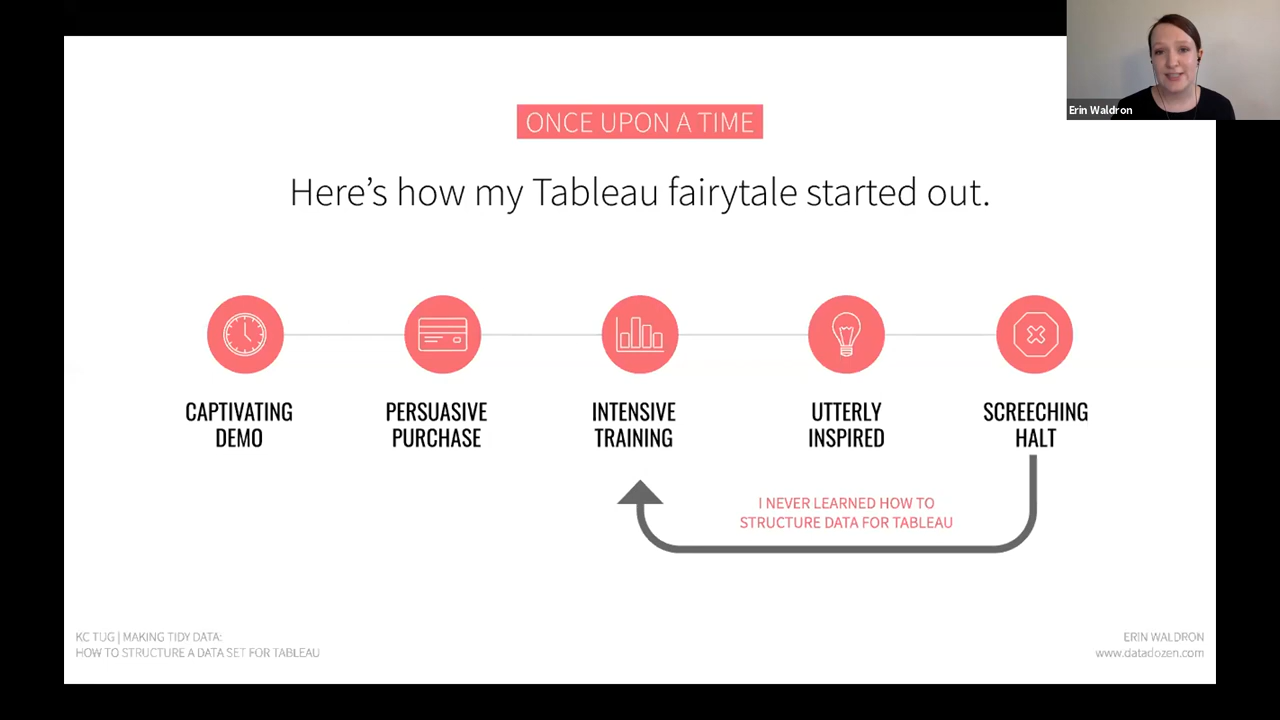 Erin Waldron
ONCE UPON A TIME
Here's how my Tableau fairytale started out.
CAPTIVATING
DEMO
PERSUASIVE
PURCHASE
INTENSIVE
TRAINING
UTTERLY
INSPIRED
SCREECHING
HALT
I NEVER LEARNED HOW TO
STRUCTURE DATA FOR TABLEAU
KC TUG | MAKING TIDY DATA:
HOW TO STRUCTURE A DATA SET FOR TABLEAU
ERIN WALDRON
www.datadozen.com